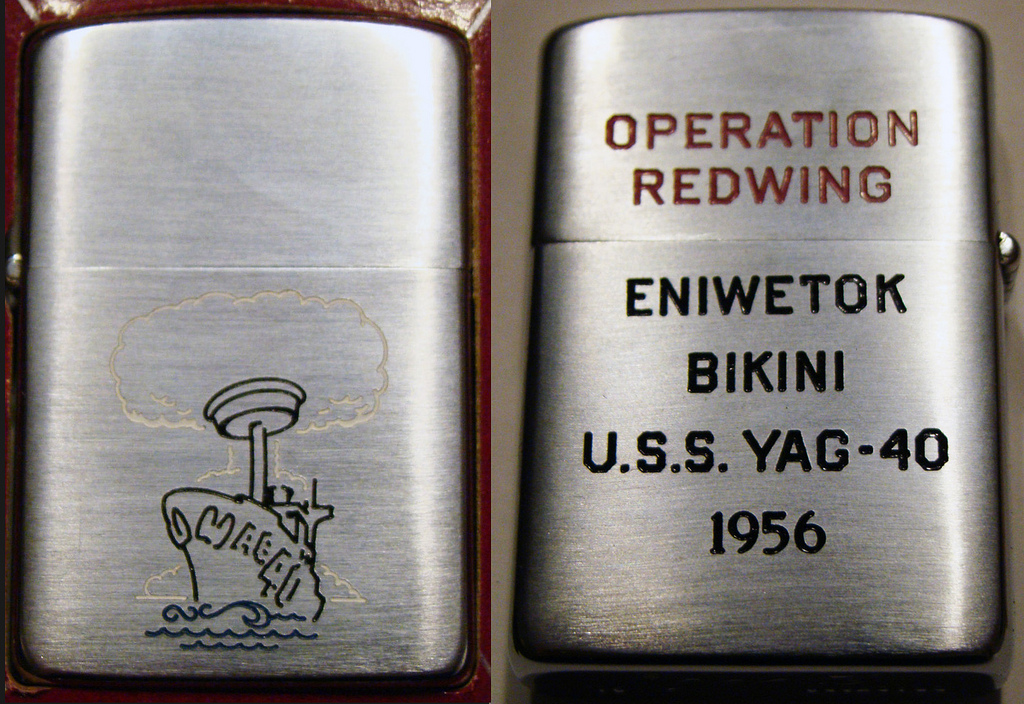 OPERATION
REDWING
ENIWETOK
BIKINI
U.S.S. YAG-40
1956